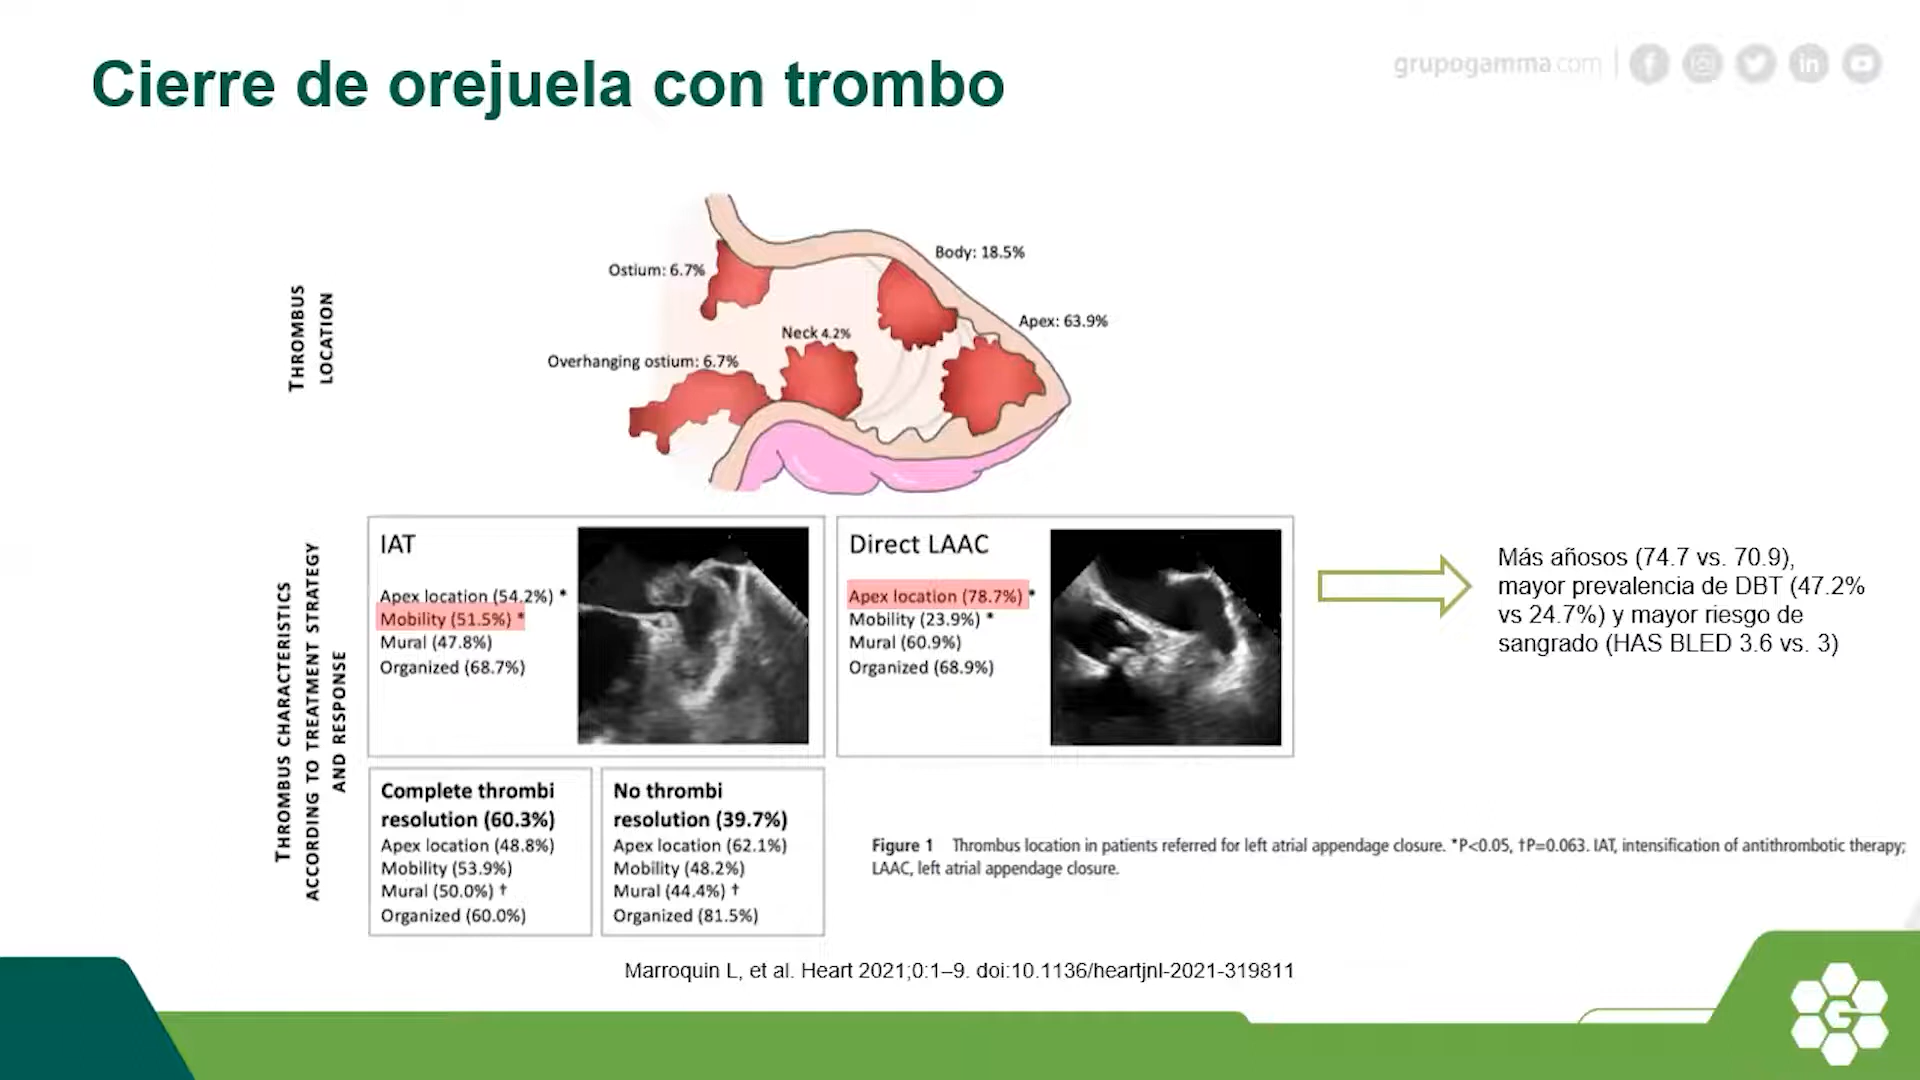 Cierre de orejuela con trombo
grupogamma.com
THROMBUS
LOCATION
Ostium: 6.7%
Body: 18.5%
Neck 4.2%
Apex: 63.9%
Overhanging ostium: 6.7%
THROMBUS CHARACTERISTICS
ACCORDING TO TREATMENT STRATEGY
AND RESPONSE
IAT
Apex location (54.2%) *
Mobility (51.5%) *
Mural (47.8%)
Organized (68.7%)
Direct LAAC
Apex location (78.7%) *
Mobility (23.9%) *
Mural (60.9%)
Organized (68.9%)
Más añosos (74.7 vs. 70.9),
mayor prevalencia de DBT (47.2%
vs 24.7%) y mayor riesgo de
sangrado (HAS BLED 3.6 vs. 3)
Complete thrombi
resolution (60.3%)
Apex location (48.8%)
Mobility (53.9%)
Mural (50.0%) †
Organized (60.0%)
No thrombi
resolution (39.7%)
Apex location (62.1%)
Mobility (48.2%)
Mural (44.4%) †
Organized (81.5%)
Figure 1 Thrombus location in patients referred for left atrial appendage closure. *P<0.05, †P=0.063. IAT, intensification of antithrombotic therapy;
LAAC, left atrial appendage closure.
Marroquin L, et al. Heart 2021;0:1–9. doi:10.1136/heartjnl-2021-319811